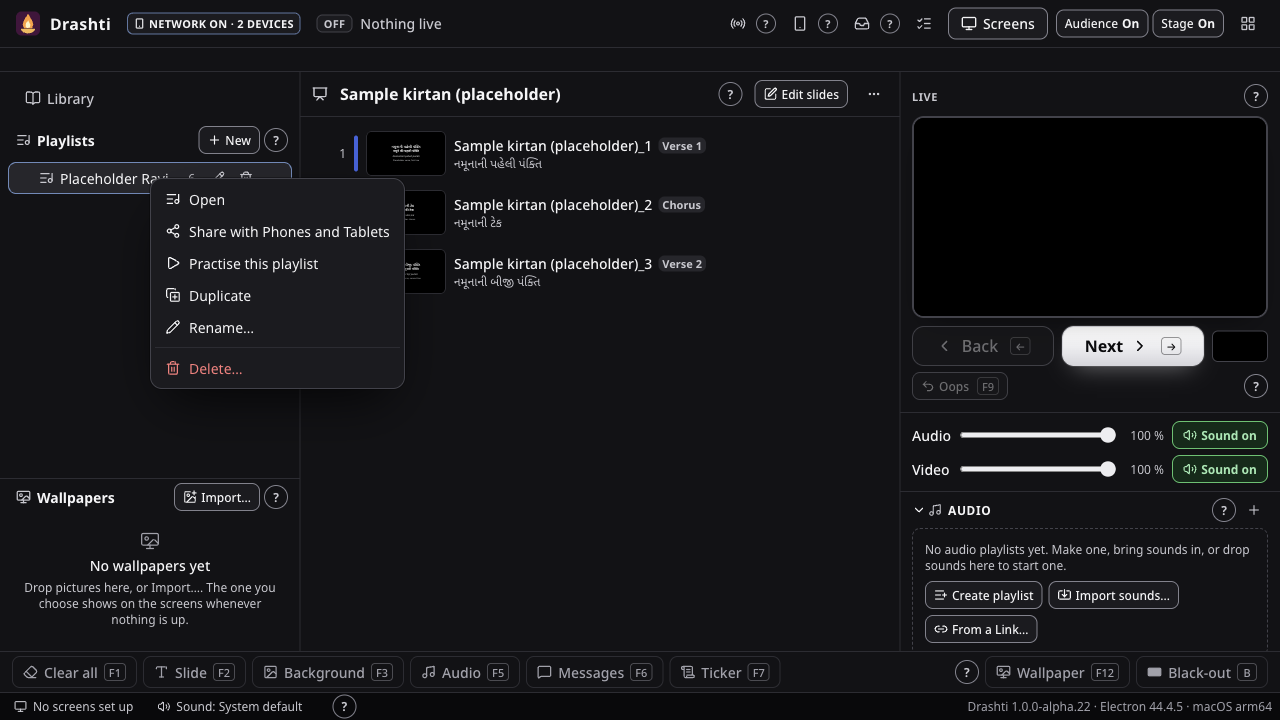 Drashti
NETWORK ON · 2 DEVICES
OFF
Nothing live
?
?
?
Screens
Audience On
Stage On
Library
Playlists
New
?
Placeholder Ravi
Open
Share with Phones and Tablets
Practise this playlist
Duplicate
Rename...
Delete...
Wallpapers
Import...
?
No wallpapers yet
Drop pictures here, or Import.... The one you
choose shows on the screens whenever
nothing is up.
Sample kirtan (placeholder)
?
Edit slides
1
Sample kirtan (placeholder)_1
Verse 1
નમૂનાની પહેલી પંક્તિ
Sample kirtan (placeholder)_2
Chorus
નમૂનાની ટેક
Sample kirtan (placeholder)_3
Verse 2
નમૂનાની બીજી પંક્તિ
LIVE
?
Back
Next
Oops
F9
?
Audio
100 %
Sound on
Video
100 %
Sound on
AUDIO
?
No audio playlists yet. Make one, bring sounds in, or drop
sounds here to start one.
Create playlist
Import sounds...
From a Link...
Clear all F1
Slide F2
Background F3
Audio F5
Messages F6
Ticker F7
?
Wallpaper F12
Black-out B
No screens set up
Sound: System default
?
Drashti 1.0.0-alpha.22 · Electron 44.4.5 · macOS arm64